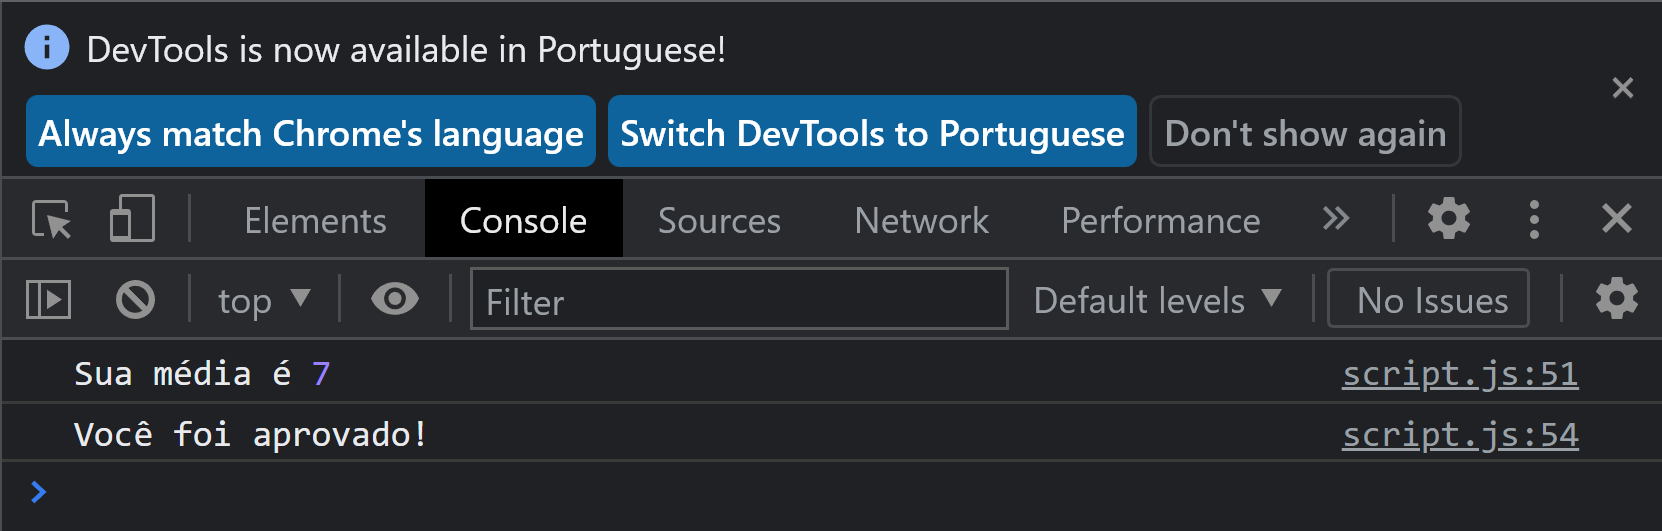 DevTools is now available in Portuguese!
Always match Chrome's language Switch DevTools to Portuguese Don't show again
Elements Console Sources Network Performance
top Filter Default levels No Issues
Sua média é 7 script.js:51
Você foi aprovado! script.js:54